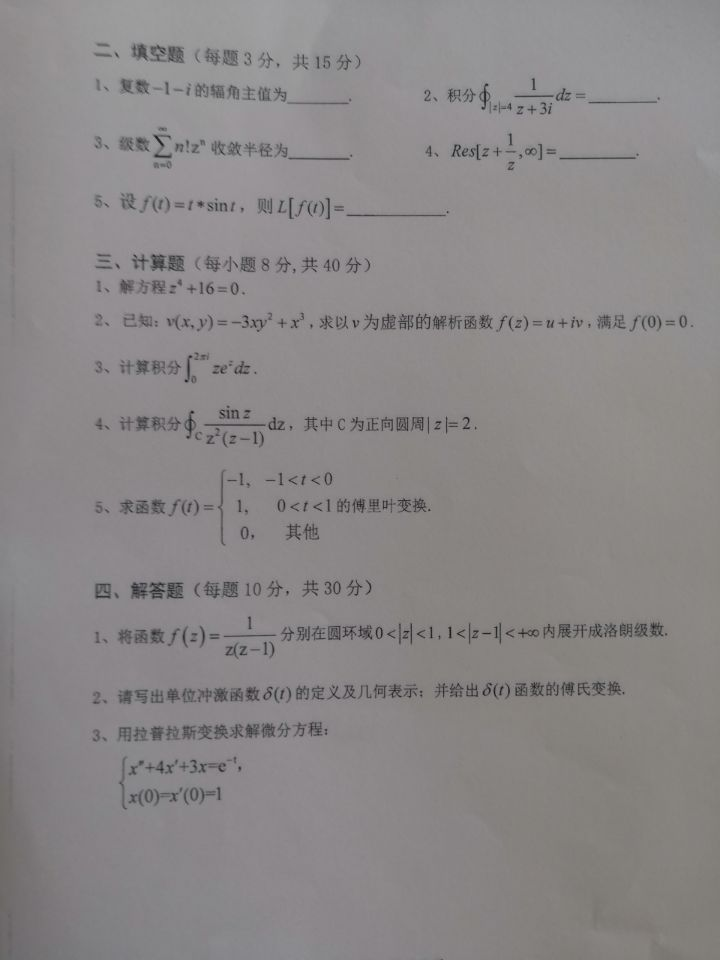 二、填空题（每题 3 分，共 15 分）
1、复数 −1−i 的辐角主值为________.  2、积分 ∮_{|z|=4} 1/(z+3i) dz = ________.
3、级数 ∑_{n=0}^{∞} n!zⁿ 收敛半径为________.  4、Res[z+1/z,∞]= ________.
5、设 f(t)=t*sint，则 L[f(t)]=__________.
三、计算题（每小题 8 分,共 40 分）
1、解方程 z⁴+16=0.
2、已知：v(x,y)=−3xy²+x³，求以 v 为虚部的解析函数 f(z)=u+iv，满足 f(0)=0.
3、计算积分 ∫_0^{2πi} ze^z dz.
4、计算积分 ∮_C sin z/(z²(z−1)) dz，其中 C 为正向圆周 |z|=2.
5、求函数 f(t)= { −1, −1<t<0
1, 0<t<1 的傅里叶变换.
0， 其他
四、解答题（每题 10 分，共 30 分）
1、将函数 f(z)= 1/(z(z−1)) 分别在圆环域 0<|z|<1，1<|z−1|<+∞ 内展开成洛朗级数.
2、请写出单位冲激函数 δ(t) 的定义及几何表示；并给出 δ(t) 函数的傅氏变换.
3、用拉普拉斯变换求解微分方程：
x″+4x′+3x=e^{−t}，
x(0)=x′(0)=1